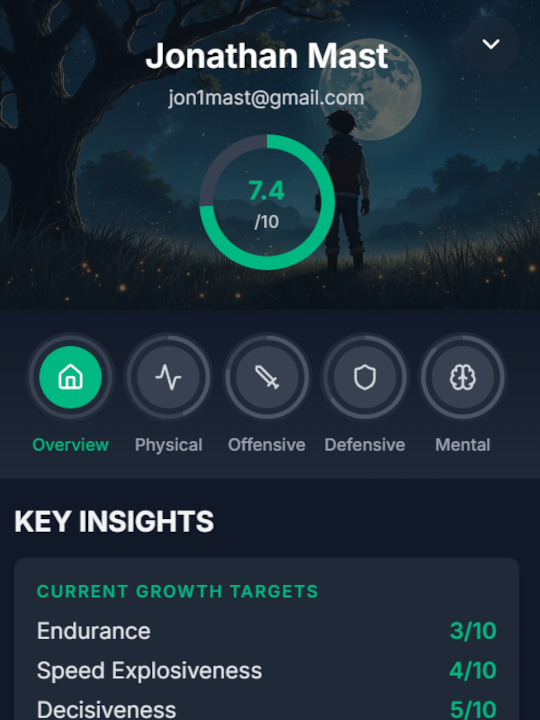 Jonathan Mast
jon1mast@gmail.com
7.4
/10
Overview Physical Offensive Defensive Mental
KEY INSIGHTS
CURRENT GROWTH TARGETS
Endurance 3/10
Speed Explosiveness 4/10
Decisiveness 5/10